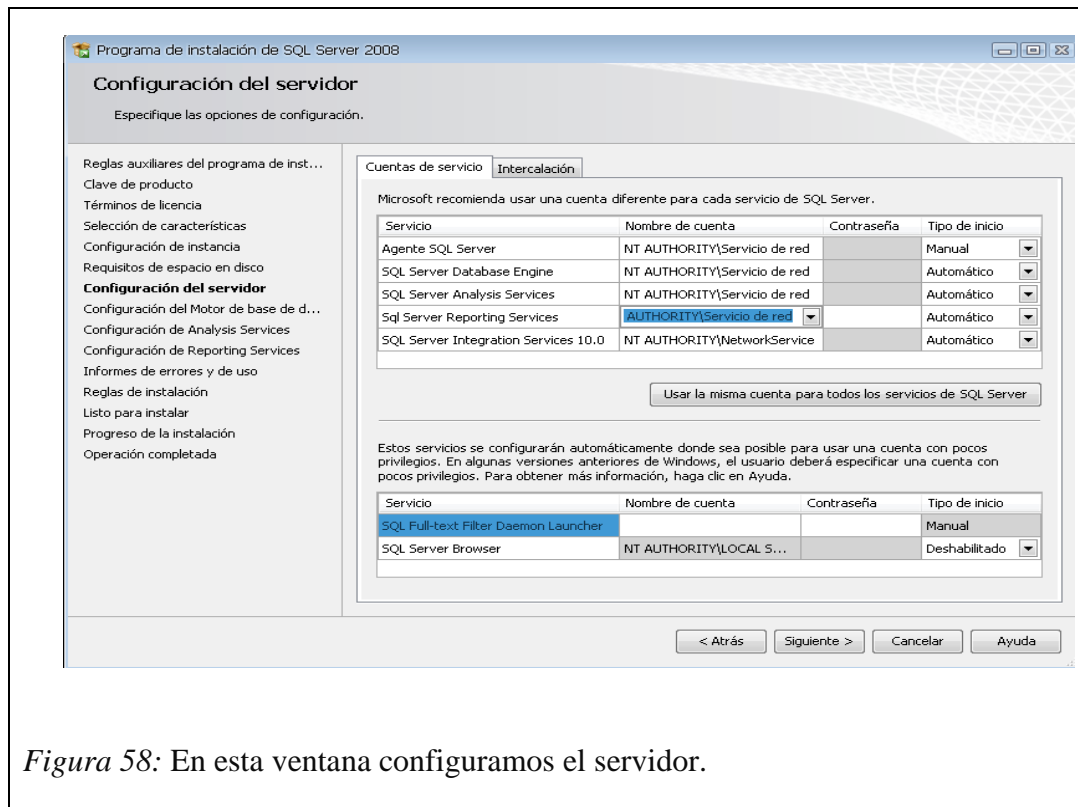 Programa de instalación de SQL Server 2008
Configuración del servidor
Especifique las opciones de configuración.
Reglas auxiliares del programa de inst...
Clave de producto
Términos de licencia
Selección de características
Configuración de instancia
Requisitos de espacio en disco
Configuración del servidor
Configuración del Motor de base de d...
Configuración de Analysis Services
Configuración de Reporting Services
Informes de errores y de uso
Reglas de instalación
Listo para instalar
Progreso de la instalación
Operación completada
Cuentas de servicio Intercalación
Microsoft recomienda usar una cuenta diferente para cada servicio de SQL Server.
Servicio Nombre de cuenta Contraseña Tipo de inicio
Agente SQL Server NT AUTHORITY\Servicio de red Manual
SQL Server Database Engine NT AUTHORITY\Servicio de red Automático
SQL Server Analysis Services NT AUTHORITY\Servicio de red Automático
Sql Server Reporting Services AUTHORITY\Servicio de red Automático
SQL Server Integration Services 10.0 NT AUTHORITY\NetworkService Automático
Usar la misma cuenta para todos los servicios de SQL Server
Estos servicios se configurarán automáticamente donde sea posible para usar una cuenta con pocos
privilegios. En algunas versiones anteriores de Windows, el usuario deberá especificar una cuenta con
pocos privilegios. Para obtener más información, haga clic en Ayuda.
Servicio Nombre de cuenta Contraseña Tipo de inicio
SQL Full-text Filter Daemon Launcher Manual
SQL Server Browser NT AUTHORITY\LOCAL S... Deshabilitado
< Atrás Siguiente > Cancelar Ayuda
Figura 58: En esta ventana configuramos el servidor.